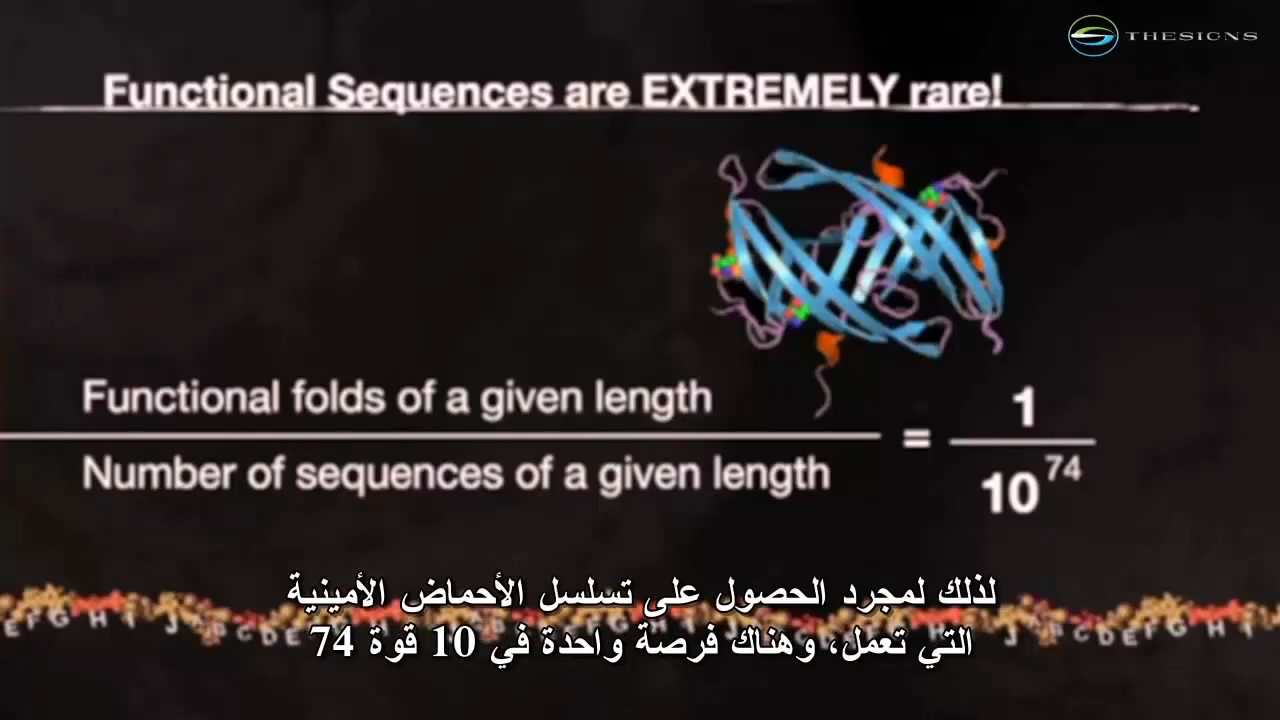 THESIGNS
Functional Sequences are EXTREMELY rare!
Functional folds of a given length
Number of sequences of a given length
=
1
10^74
E F G H I J B C D E B C D E F G H I J B C D E F G H I
لذلك لمجرد الحصول على تسلسل الأحماض الأمينية
التي تعمل، وهناك فرصة واحدة في 10 قوة 74